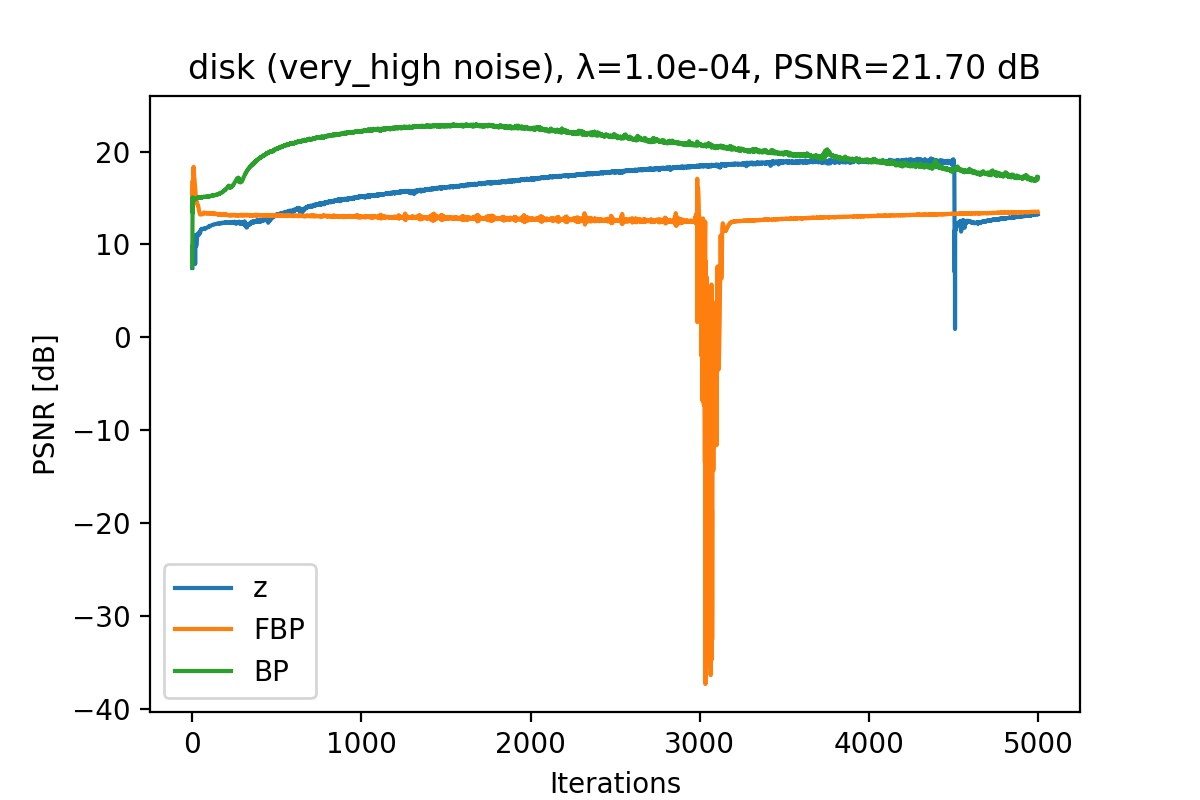 disk (very_high noise), λ=1.0e-04, PSNR=21.70 dB
20
10
0
−10
−20
−30
−40
PSNR [dB]
z
FBP
BP
0 1000 2000 3000 4000 5000
Iterations